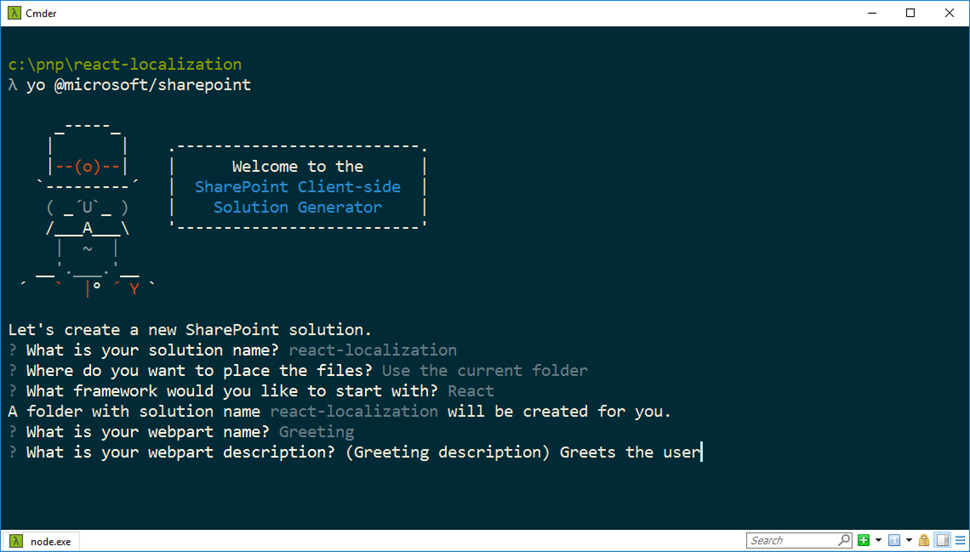 Cmder
c:\pnp\react-localization
λ yo @microsoft/sharepoint
Welcome to the
SharePoint Client-side
Solution Generator
Let's create a new SharePoint solution.
? What is your solution name? react-localization
? Where do you want to place the files? Use the current folder
? What framework would you like to start with? React
A folder with solution name react-localization will be created for you.
? What is your webpart name? Greeting
? What is your webpart description? (Greeting description) Greets the user
node.exe
Search